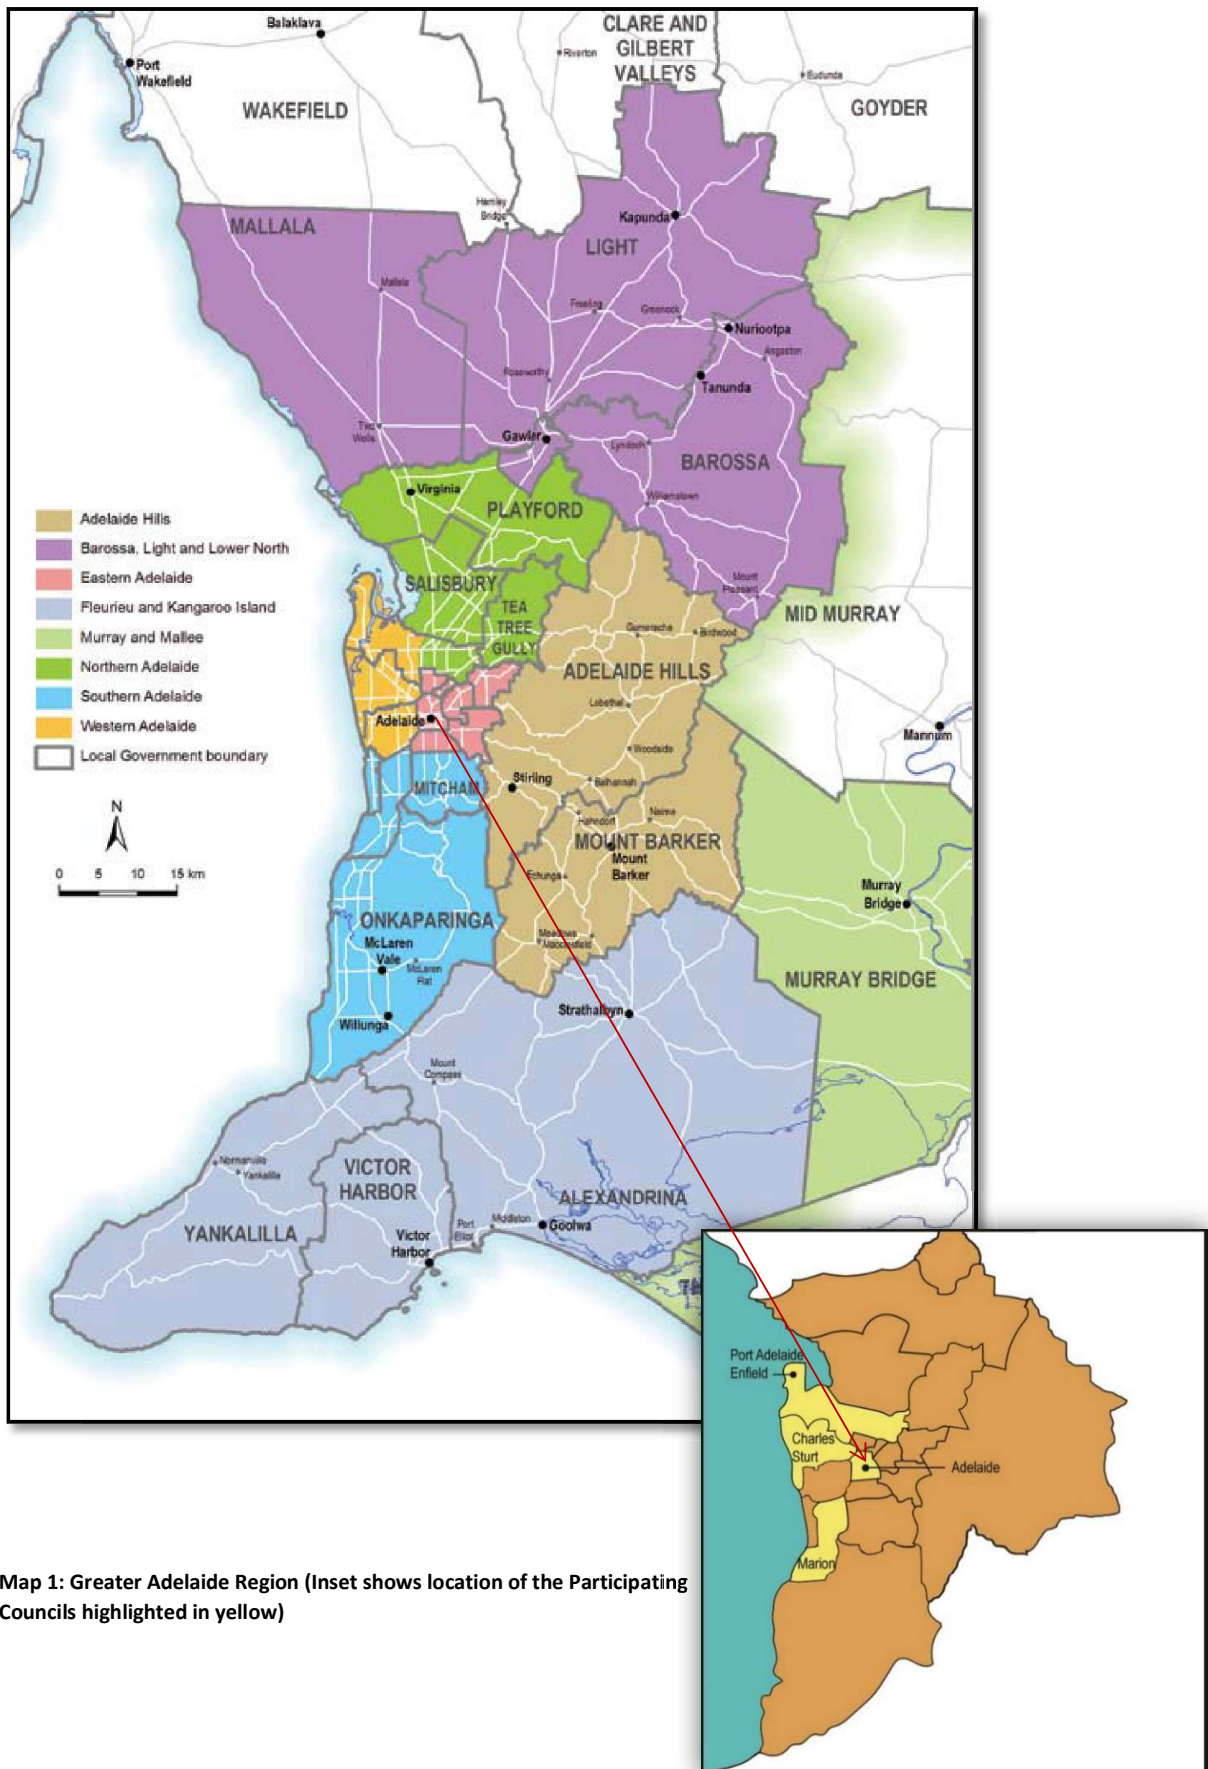 Balaklava
Port
Wakefield
WAKEFIELD
CLARE AND
GILBERT
VALLEYS
Riverton
Eudunda
GOYDER
Hamley
Bridge
MALLALA
Kapunda
LIGHT
Mallala
Freeling
Greenock
Nuriootpa
Angaston
Roseworthy
Tanunda
Two
Wells
Gawler
Lyndoch
BAROSSA
Williamstown
Virginia
PLAYFORD
Adelaide Hills
Barossa, Light and Lower North
Eastern Adelaide
Fleurieu and Kangaroo Island
Murray and Mallee
Northern Adelaide
Southern Adelaide
Western Adelaide
Local Government boundary
SALISBURY
TEA
TREE
GULLY
Mount
Pleasant
MID MURRAY
Gumeracha
Birdwood
ADELAIDE HILLS
Lobethal
Adelaide
Woodside
Mannum
MITCHAM
Stirling
Balhannah
Hahndorf
Nairne
MOUNT BARKER
Mount
Barker
Echunga
N
0 5 10 15 km
Murray
Bridge
ONKAPARINGA
McLaren
Vale
McLaren
Flat
Meadows
Macclesfield
MURRAY BRIDGE
Willunga
Strathalbyn
Mount
Compass
Normanville
Yankalilla
VICTOR
HARBOR
ALEXANDRINA
YANKALILLA
Victor
Harbor
Port
Elliot
Middleton
Goolwa
Port Adelaide
Enfield
Charles
Sturt
Adelaide
Marion
Map 1: Greater Adelaide Region (Inset shows location of the Participating
Councils highlighted in yellow)